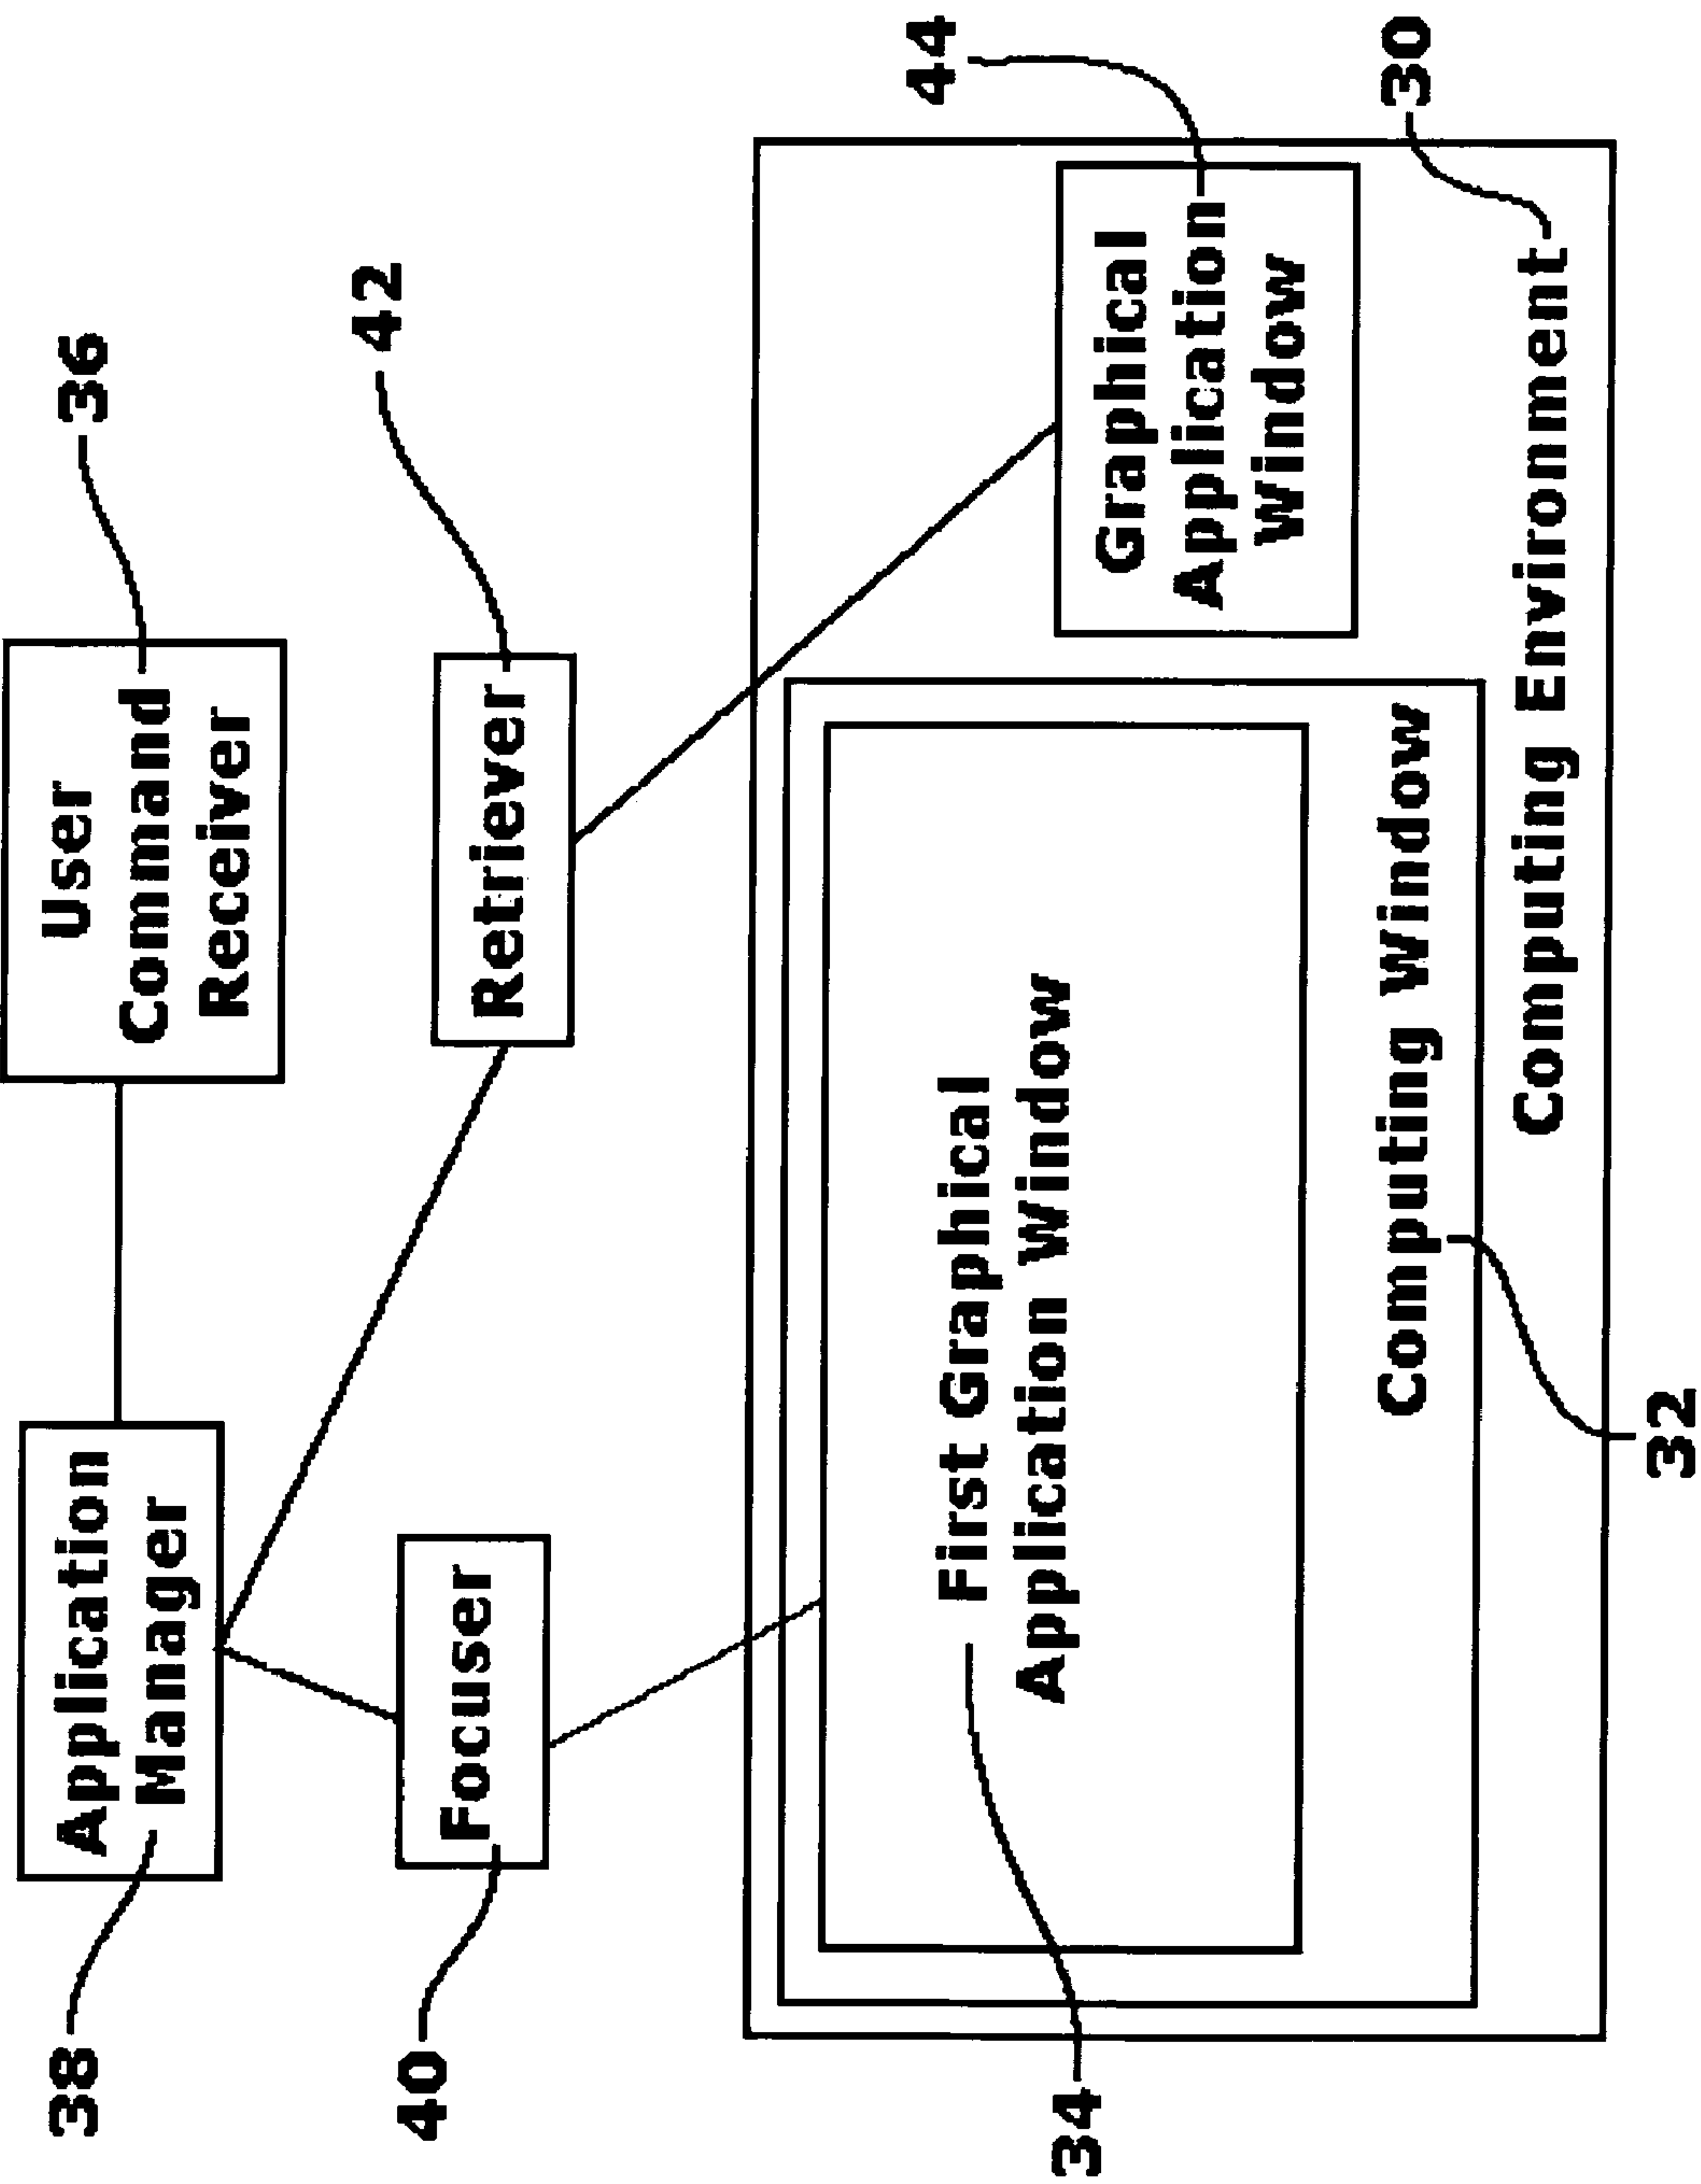 38
Application
Manager
User
Command
Receiver
36
40
Focuser
Retriever
42
34
First Graphical
Application Window
Graphical
Application
Window
44
Computing Window
32
Computing Environment
30